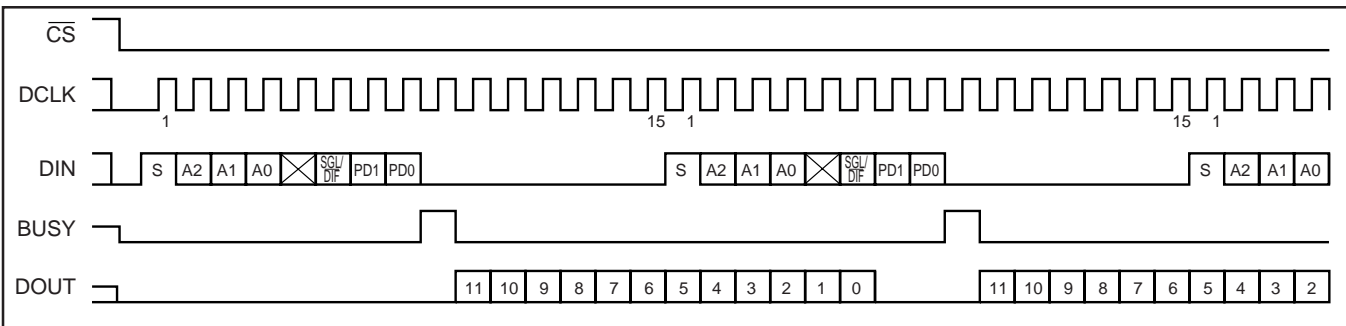 CS
DCLK
1 15 1 15 1
DIN
S A2 A1 A0 SGL/DIF PD1 PD0 S A2 A1 A0 SGL/DIF PD1 PD0 S A2 A1 A0
BUSY
DOUT
11 10 9 8 7 6 5 4 3 2 1 0 11 10 9 8 7 6 5 4 3 2